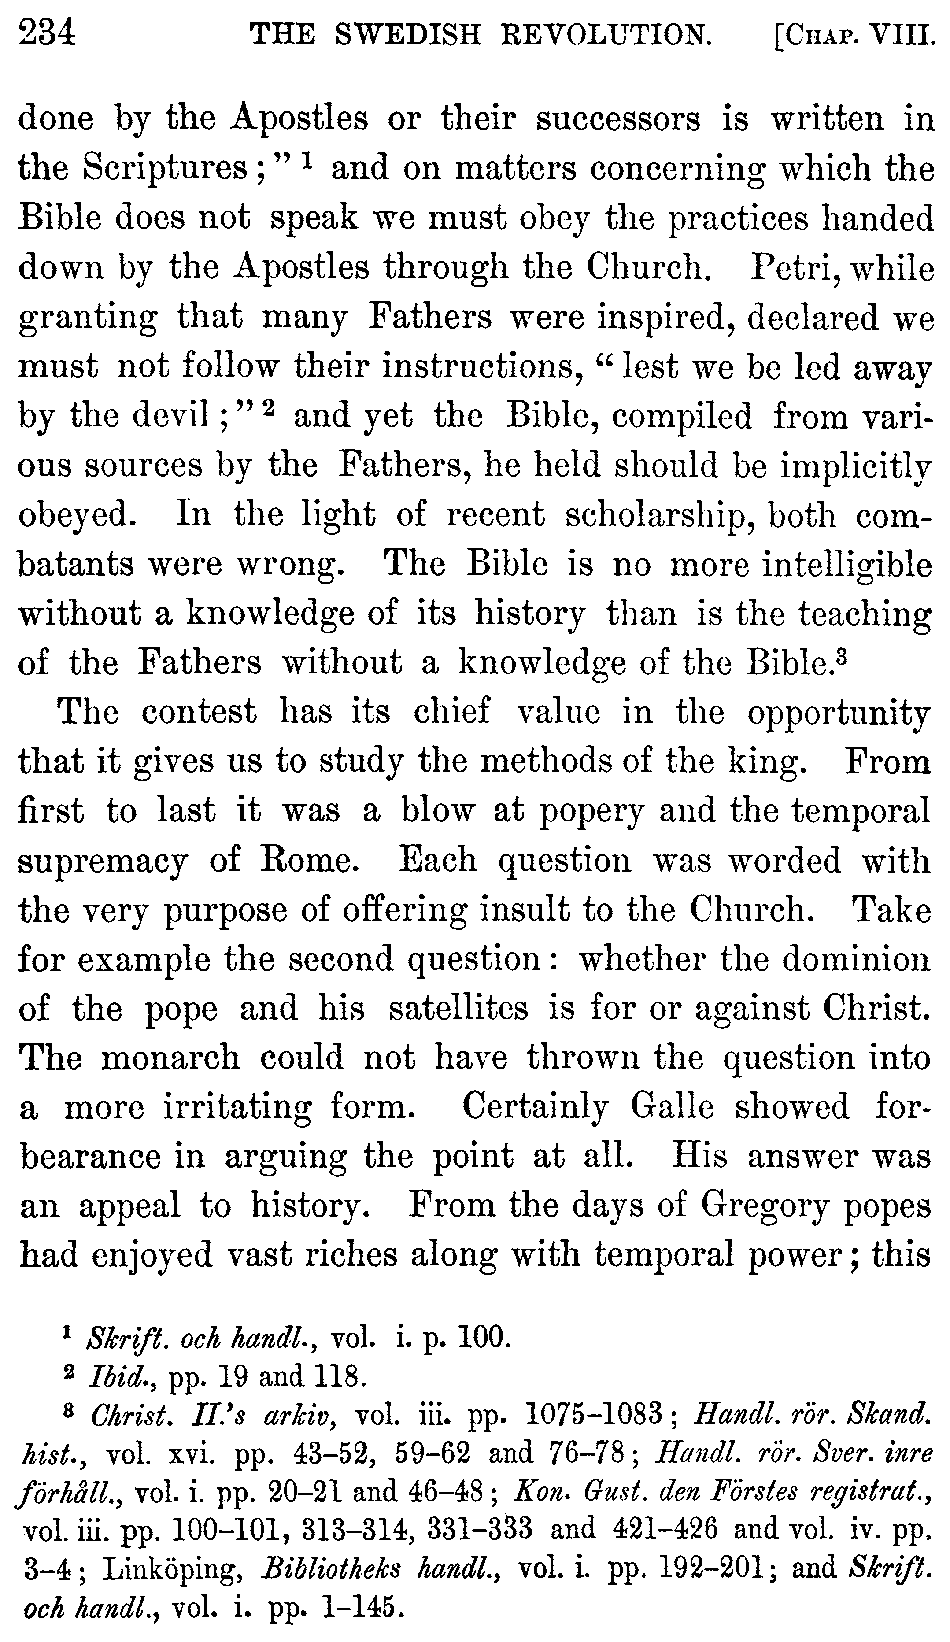 234 THE SWEDISH REVOLUTION. [CHAP. VIII.
done by the Apostles or their successors is written in
the Scriptures;" ¹ and on matters concerning which the
Bible does not speak we must obey the practices handed
down by the Apostles through the Church. Petri, while
granting that many Fathers were inspired, declared we
must not follow their instructions, "lest we be led away
by the devil;" ² and yet the Bible, compiled from vari-
ous sources by the Fathers, he held should be implicitly
obeyed. In the light of recent scholarship, both com-
batants were wrong. The Bible is no more intelligible
without a knowledge of its history than is the teaching
of the Fathers without a knowledge of the Bible.³
The contest has its chief value in the opportunity
that it gives us to study the methods of the king. From
first to last it was a blow at popery and the temporal
supremacy of Rome. Each question was worded with
the very purpose of offering insult to the Church. Take
for example the second question: whether the dominion
of the pope and his satellites is for or against Christ.
The monarch could not have thrown the question into
a more irritating form. Certainly Galle showed for-
bearance in arguing the point at all. His answer was
an appeal to history. From the days of Gregory popes
had enjoyed vast riches along with temporal power; this
¹ Skrift. och handl., vol. i. p. 100.
² Ibid., pp. 19 and 118.
³ Christ. II.'s arkiv, vol. iii. pp. 1075–1083; Handl. rör. Skand.
hist., vol. xvi. pp. 43–52, 59–62 and 76–78; Handl. rör. Sver. inre
förhåll., vol. i. pp. 20–21 and 46–48; Kon. Gust. den Förstes registrat.,
vol. iii. pp. 100–101, 313–314, 331–333 and 421–426 and vol. iv. pp.
3–4; Linköping, Bibliotheks handl., vol. i. pp. 192–201; and Skrift.
och handl., vol. i. pp. 1–145.